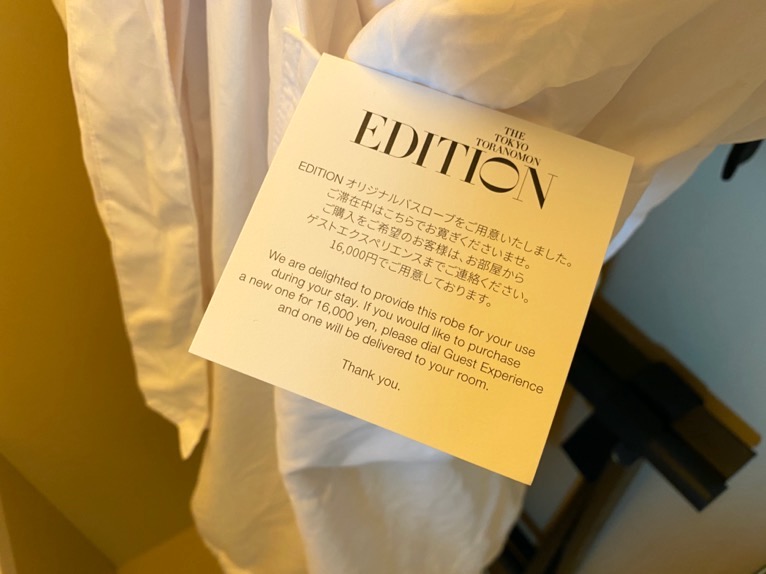 THE
TOKYO
TORANOMON
EDITION
EDITION オリジナルバスローブをご用意いたしました。
ご滞在中はこちらでお寛ぎくださいませ。
ご購入をご希望のお客様は、お部屋から
ゲストエクスペリエンスまでご連絡ください。
16,000円でご用意しております。
We are delighted to provide this robe for your use
during your stay. If you would like to purchase
a new one for 16,000 yen, please dial Guest Experience
and one will be delivered to your room.
Thank you.